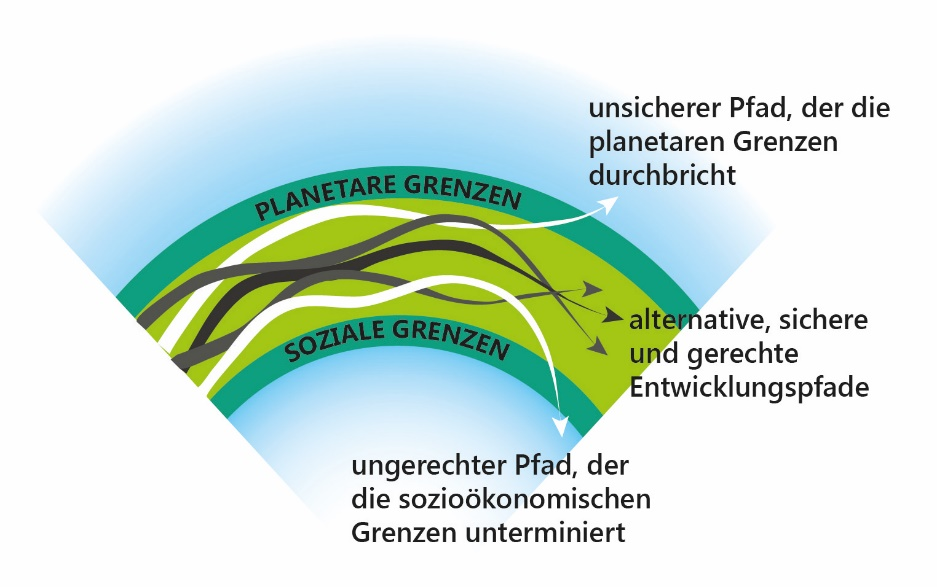 unsicherer Pfad, der die
planetaren Grenzen
durchbricht
PLANETARE GRENZEN
alternative, sichere
und gerechte
Entwicklungspfade
SOZIALE GRENZEN
ungerechter Pfad, der
die sozioökonomischen
Grenzen unterminiert